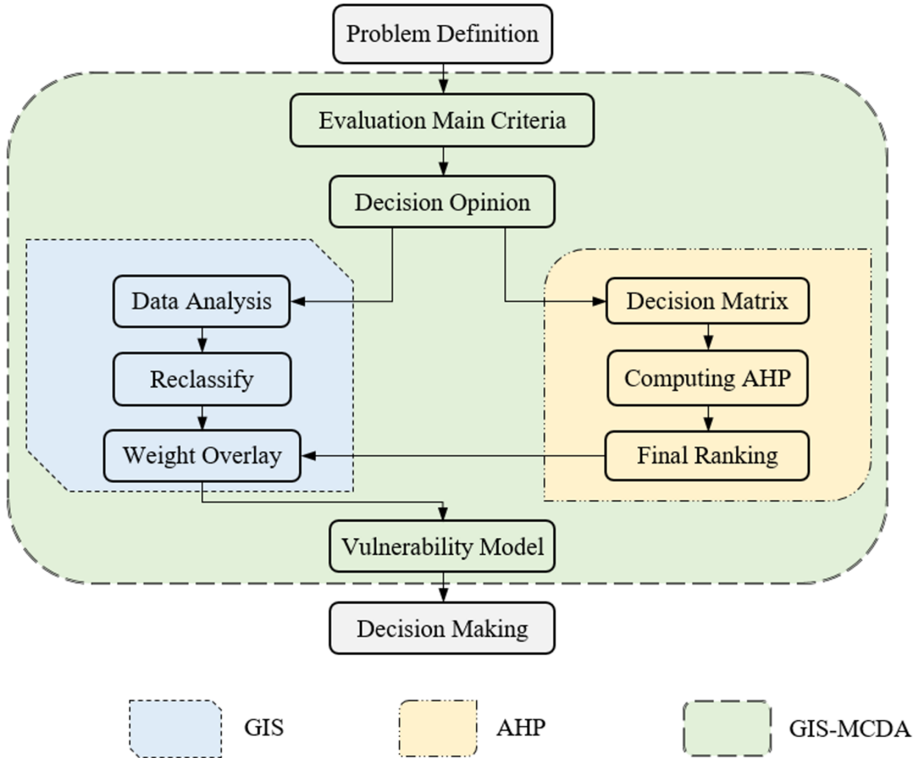 Problem Definition
Evaluation Main Criteria
Decision Opinion
Data Analysis
Decision Matrix
Reclassify
Computing AHP
Weight Overlay
Final Ranking
Vulnerability Model
Decision Making
GIS
AHP
GIS-MCDA